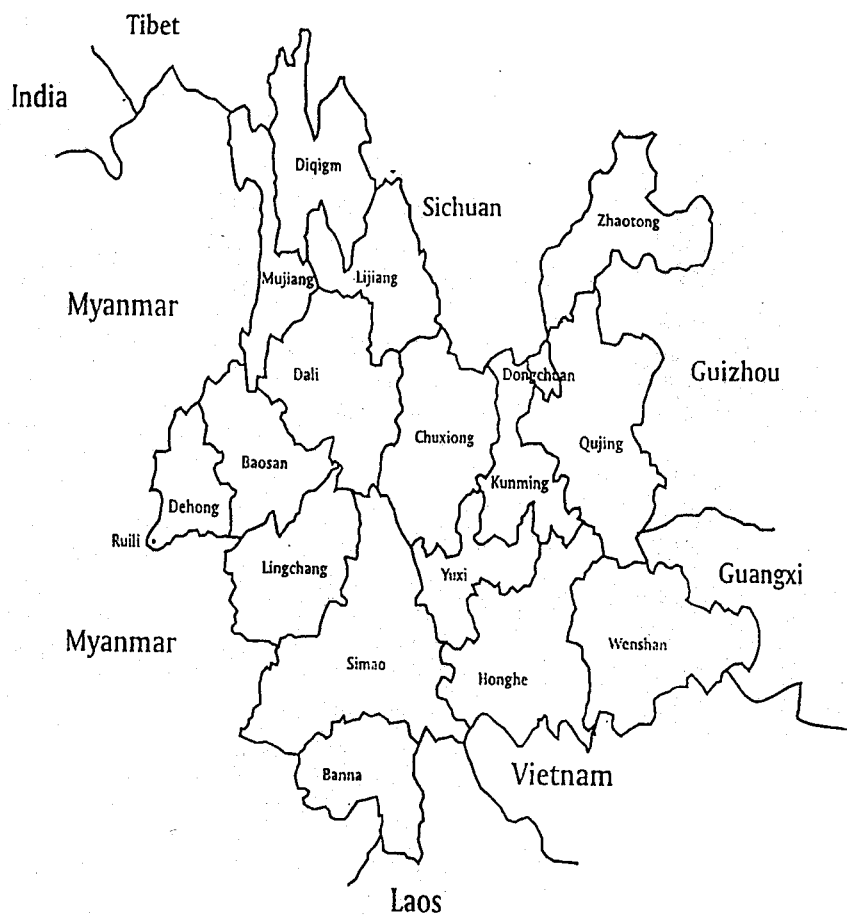 Tibet
India
Diqigm
Sichuan
Zhaotong
Mujiang
Lijiang
Myanmar
Dali
Dongchuan
Guizhou
Chuxiong
Qujing
Baosan
Kunming
Dehong
Ruili
Lingchang
Yuxi
Guangxi
Myanmar
Simao
Honghe
Wenshan
Banna
Vietnam
Laos